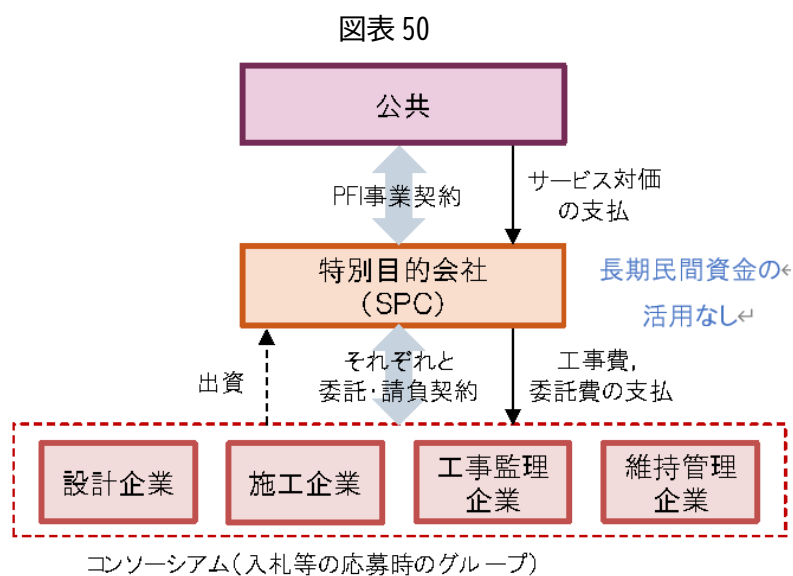 図表 50
公共
PFI事業契約
サービス対価
の支払
特別目的会社
(SPC)
長期民間資金の↵
活用なし↵
出資
それぞれと
委託・請負契約
工事費,
委託費の支払
設計企業
施工企業
工事監理
企業
維持管理
企業
コンソーシアム(入札等の応募時のグループ)